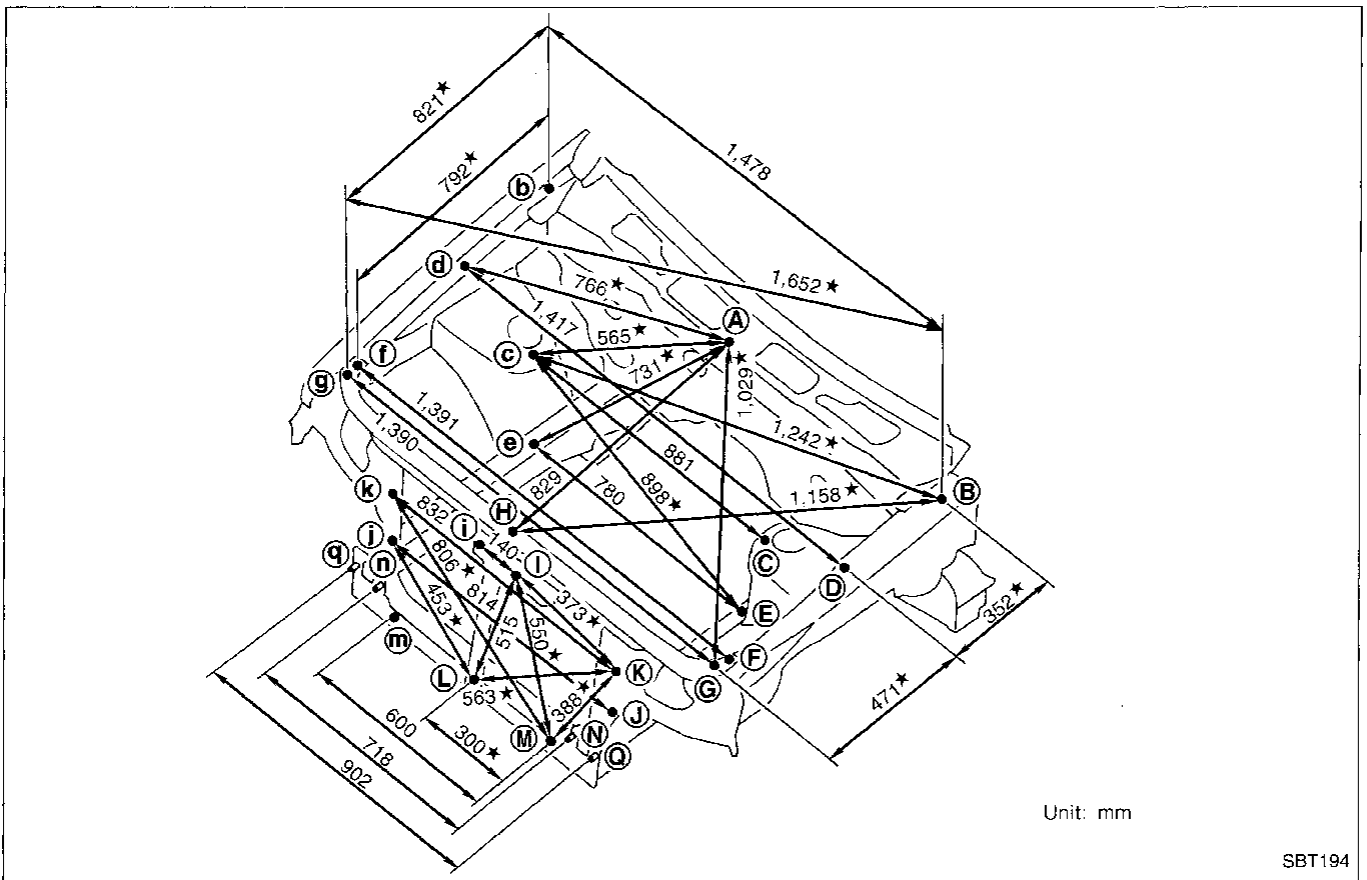 821★
792★
1,478
b
d
766★
1,652★
1,417
A
565★
c
731★
★
1,029
f
g
1,391
1,390
e
1,242★
881
829
780
898★
1,158★
B
k
832
H
i
140
j
q
n
806★
I
C
D
814
373★
E
453★
515
550★
352★
m
F
G
L
K
471★
563★
388★
J
M
N
Q
600
300★
718
902
Unit: mm
SBT194